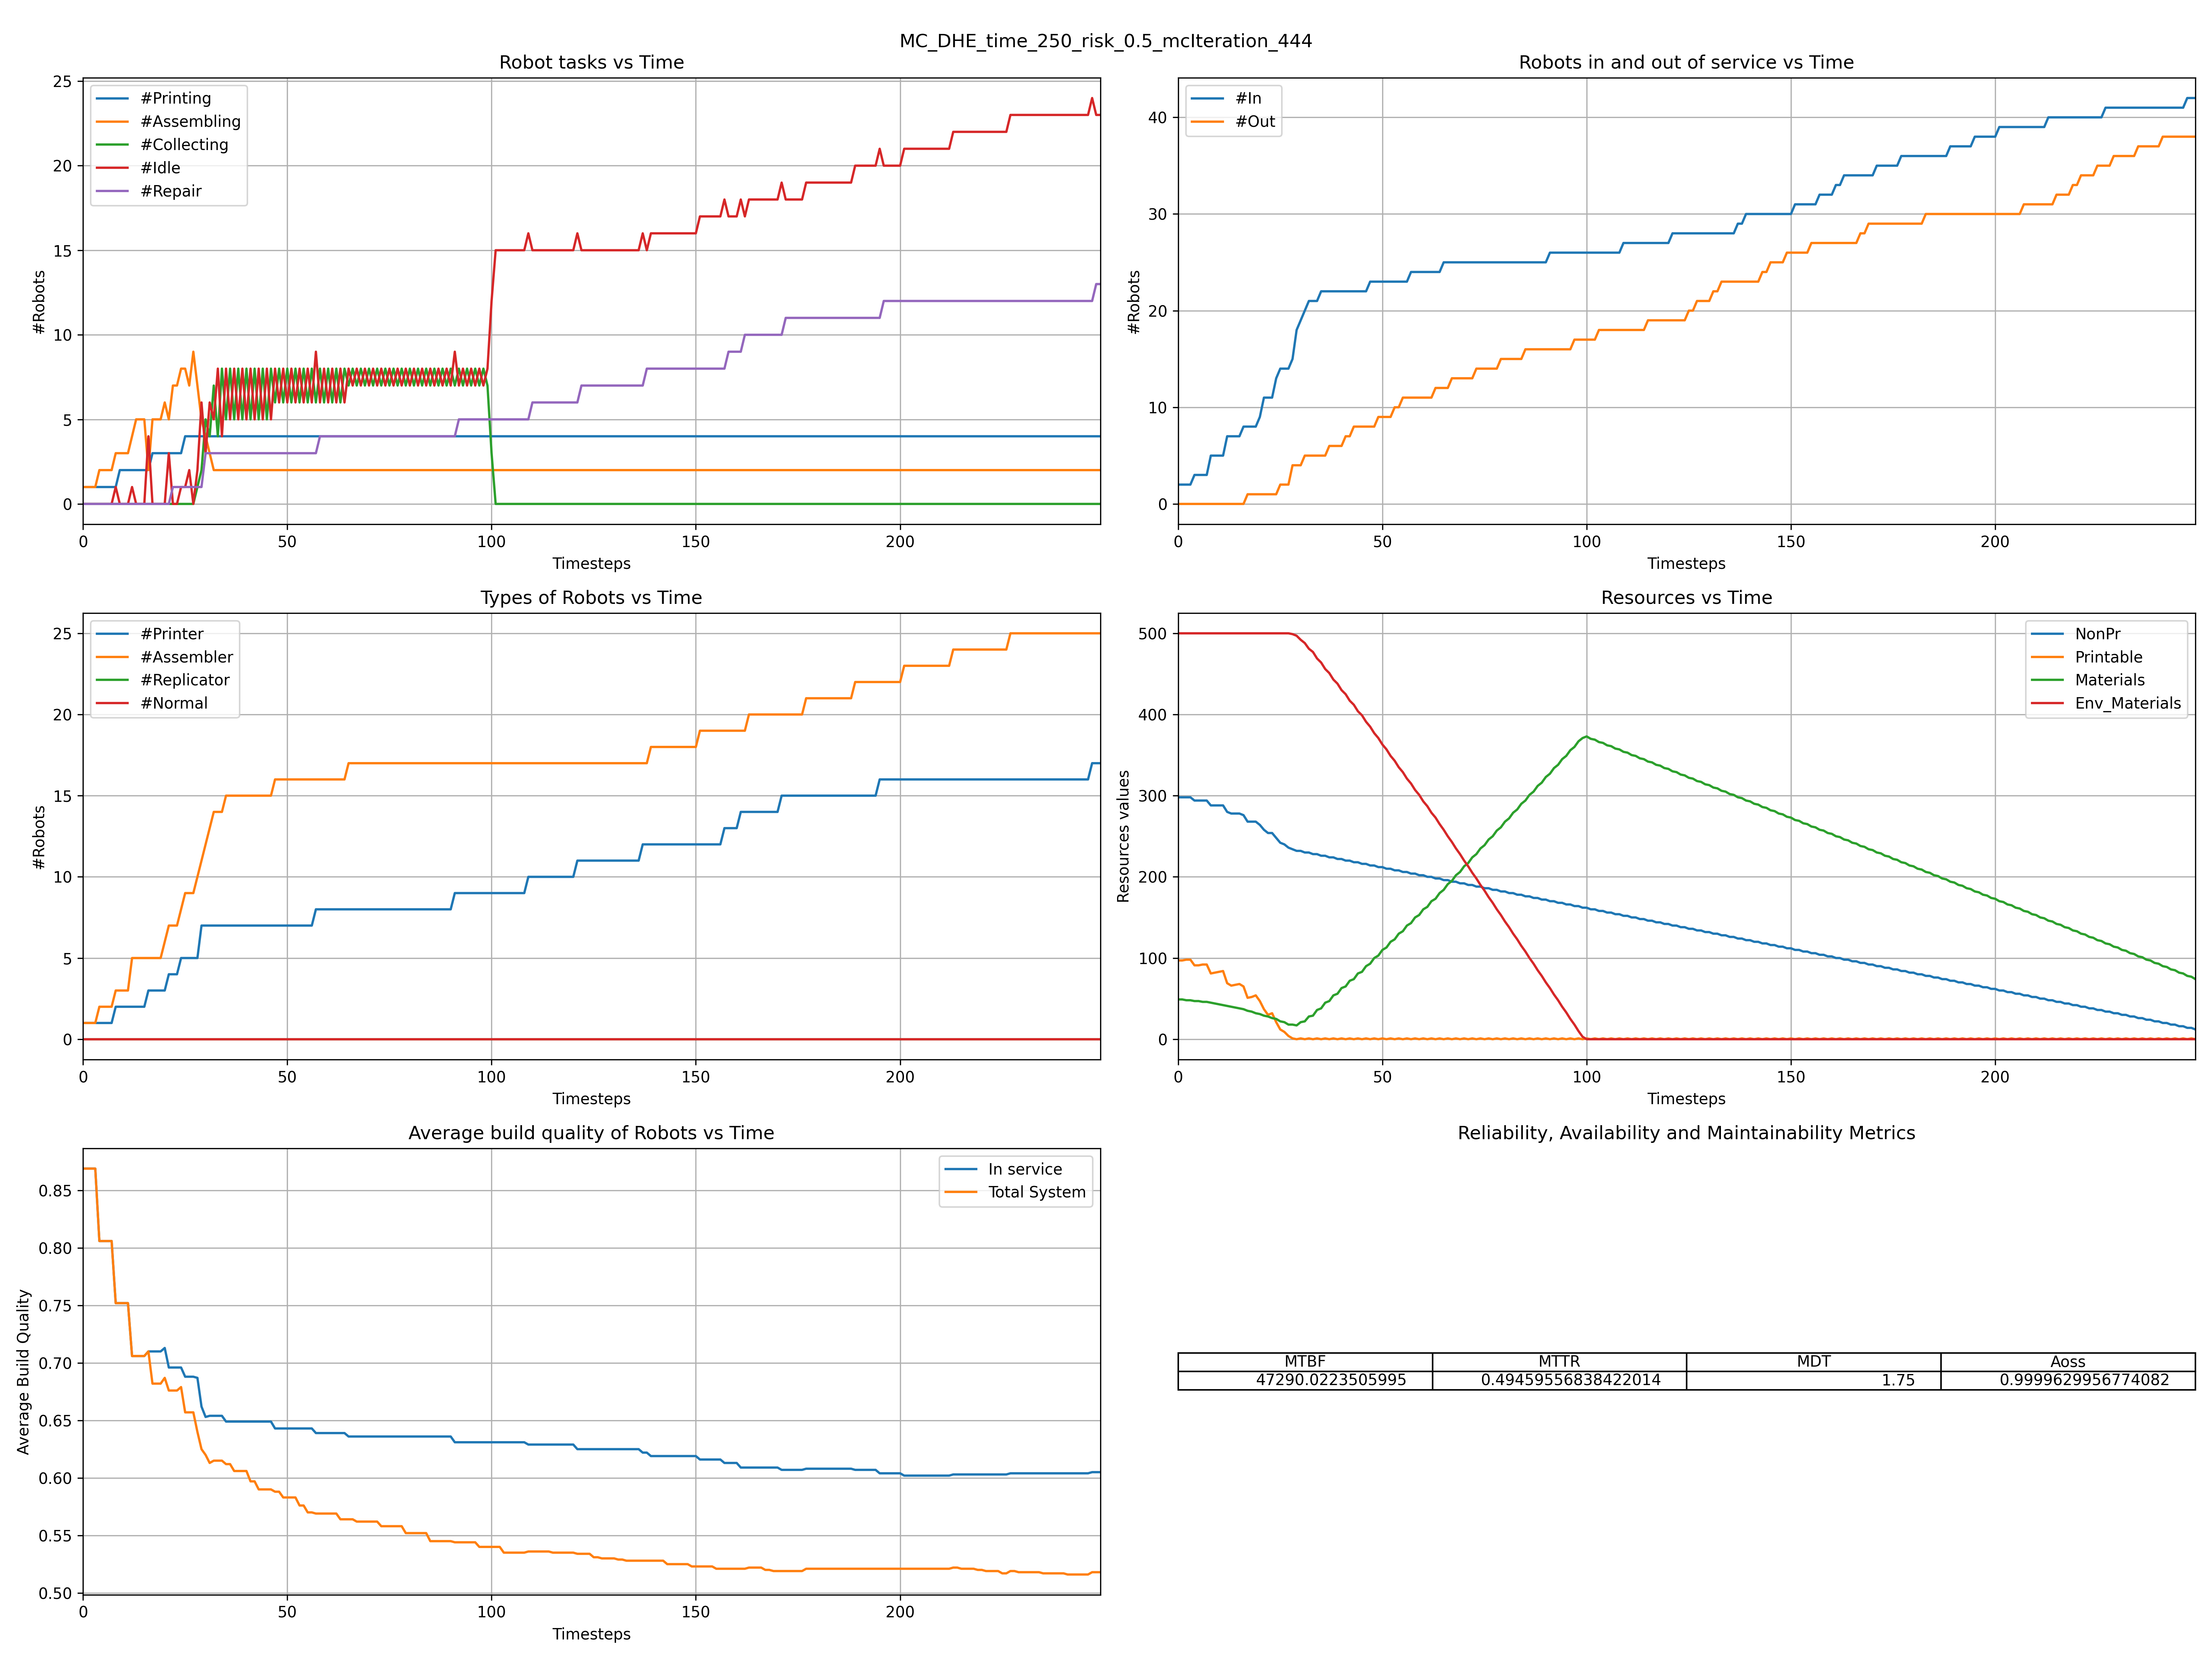 MC_DHE_time_250_risk_0.5_mcIteration_444
Robot tasks vs Time
#Printing
#Assembling
#Collecting
#Idle
#Repair
#Robots
25
20
15
10
5
0
0 50 100 150 200
Timesteps
Robots in and out of service vs Time
#In
#Out
#Robots
40
30
20
10
0
0 50 100 150 200
Timesteps
Types of Robots vs Time
#Printer
#Assembler
#Replicator
#Normal
#Robots
25
20
15
10
5
0
0 50 100 150 200
Timesteps
Resources vs Time
NonPr
Printable
Materials
Env_Materials
Resources values
500
400
300
200
100
0
0 50 100 150 200
Timesteps
Average build quality of Robots vs Time
In service
Total System
Average Build Quality
0.85
0.80
0.75
0.70
0.65
0.60
0.55
0.50
0 50 100 150 200
Timesteps
Reliability, Availability and Maintainability Metrics
MTBF MTTR MDT Aoss
47290.0223505995 0.49459556838422014 1.75 0.9999629956774082